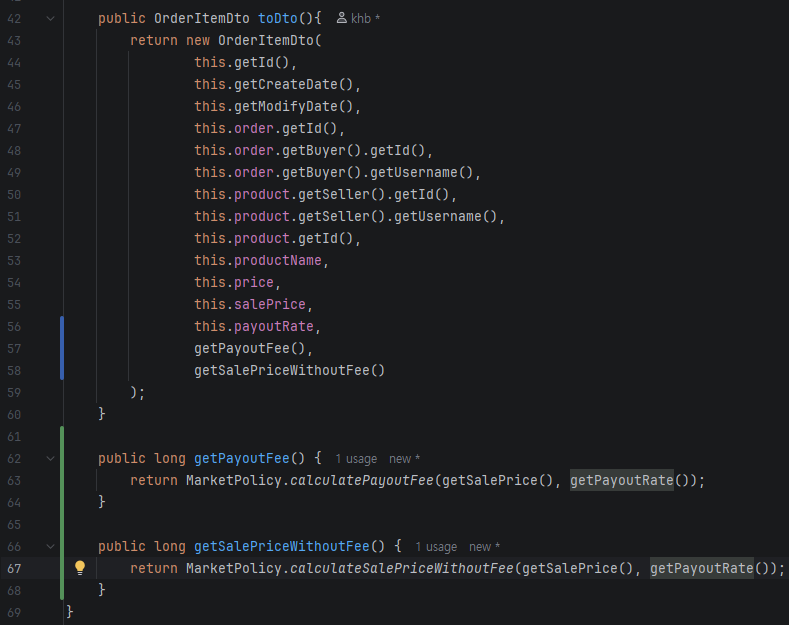 42 public OrderItemDto toDto(){ khb *
43 return new OrderItemDto(
44 this.getId(),
45 this.getCreateDate(),
46 this.getModifyDate(),
47 this.order.getId(),
48 this.order.getBuyer().getId(),
49 this.order.getBuyer().getUsername(),
50 this.product.getSeller().getId(),
51 this.product.getSeller().getUsername(),
52 this.product.getId(),
53 this.productName,
54 this.price,
55 this.salePrice,
56 this.payoutRate,
57 getPayoutFee(),
58 getSalePriceWithoutFee()
59 );
60 }
61
62 public long getPayoutFee() { 1 usage new *
63 return MarketPolicy.calculatePayoutFee(getSalePrice(), getPayoutRate());
64 }
65
66 public long getSalePriceWithoutFee() { 1 usage new *
67 return MarketPolicy.calculateSalePriceWithoutFee(getSalePrice(), getPayoutRate());
68 }
69 }